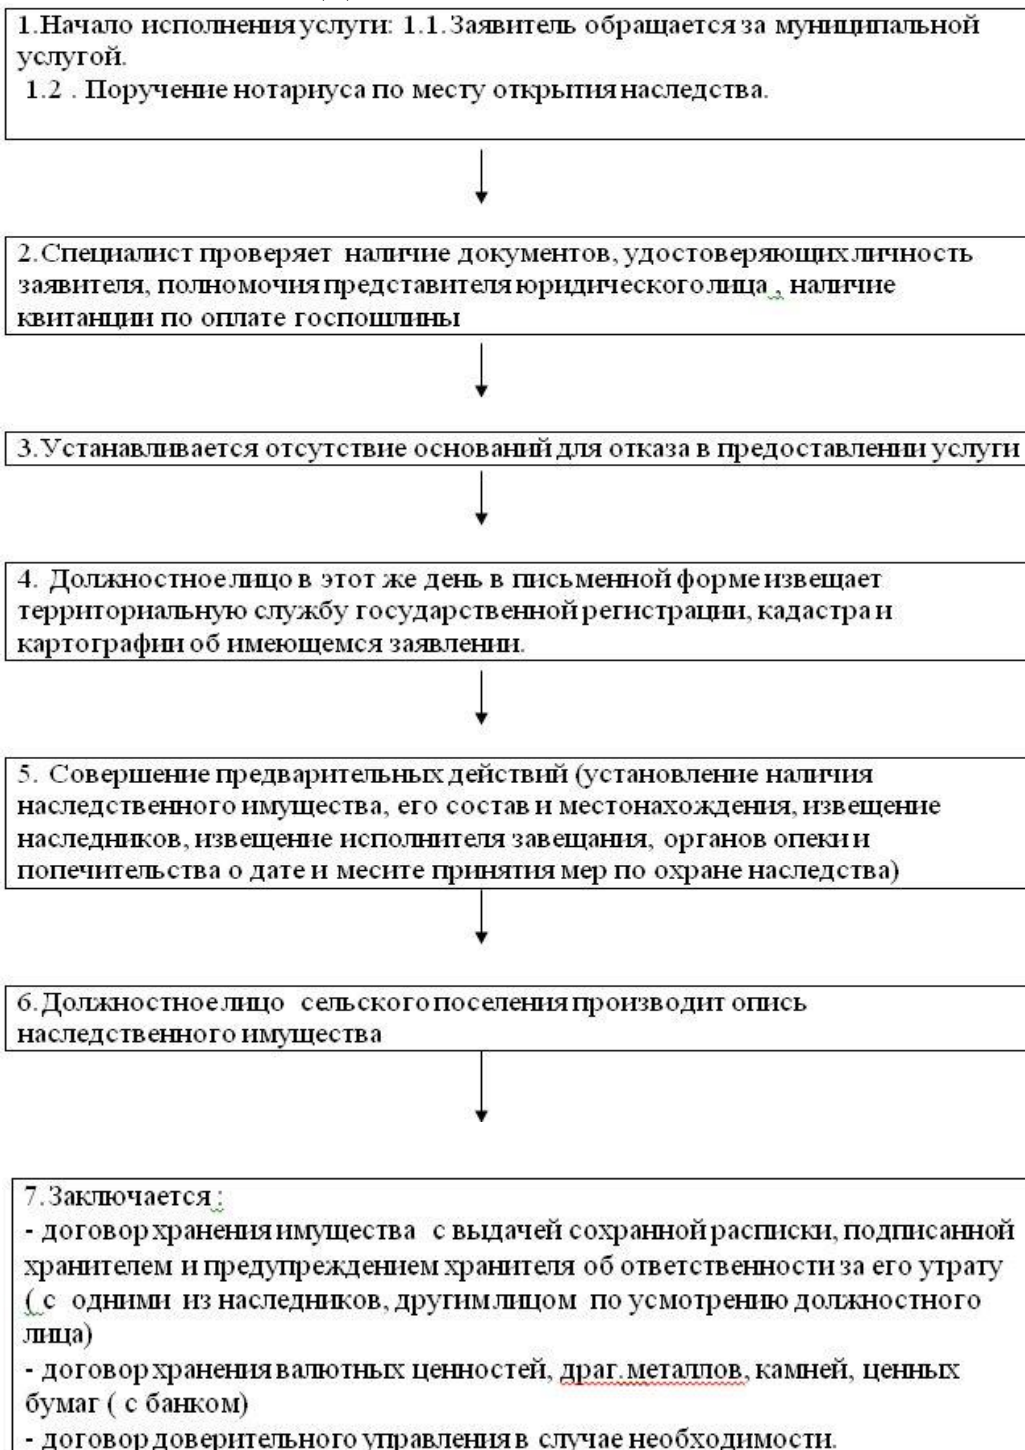 1.Начало исполнения услуги: 1.1.Заявитель обращается за муниципальной
услугой.
1.2 . Поручение нотариуса по месту открытия наследства.
2.Специалист проверяет наличие документов, удостоверяющих личность
заявителя, полномочия представителя юридического лица , наличие
квитанции по оплате госпошлины
3.Устанавливается отсутствие оснований для отказа в предоставлении услуги
4. Должностное лицо в этот же день в письменной форме извещает
территориальную службу государственной регистрации, кадастра и
картографии об имеющемся заявлении.
5. Совершение предварительных действий (установление наличия
наследственного имущества, его состав и местонахождения, извещение
наследников, извещение исполнителя завещания, органов опеки и
попечительства о дате и месите принятия мер по охране наследства)
6.Должностное лицо сельского поселения производит опись
наследственного имущества
7.Заключается :
- договор хранения имущества с выдачей сохранной расписки, подписанной
хранителем и предупреждением хранителя об ответственности за его утрату
( с одними из наследников, другим лицом по усмотрению должностного
лица)
- договор хранения валютных ценностей, драг.металлов, камней, ценных
бумаг ( с банком)
- договор доверительного управления в случае необходимости.